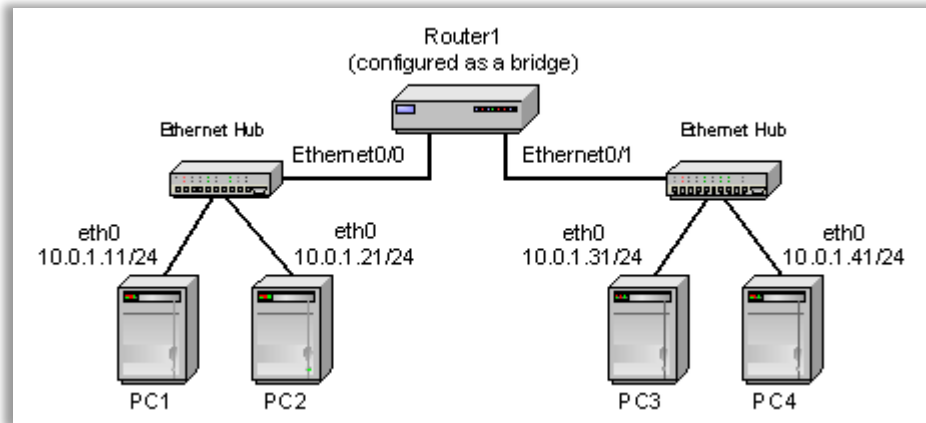 Router1
(configured as a bridge)
Ethernet Hub
Ethernet0/0
Ethernet0/1
Ethernet Hub
eth0
10.0.1.11/24
eth0
10.0.1.21/24
eth0
10.0.1.31/24
eth0
10.0.1.41/24
PC1
PC2
PC3
PC4